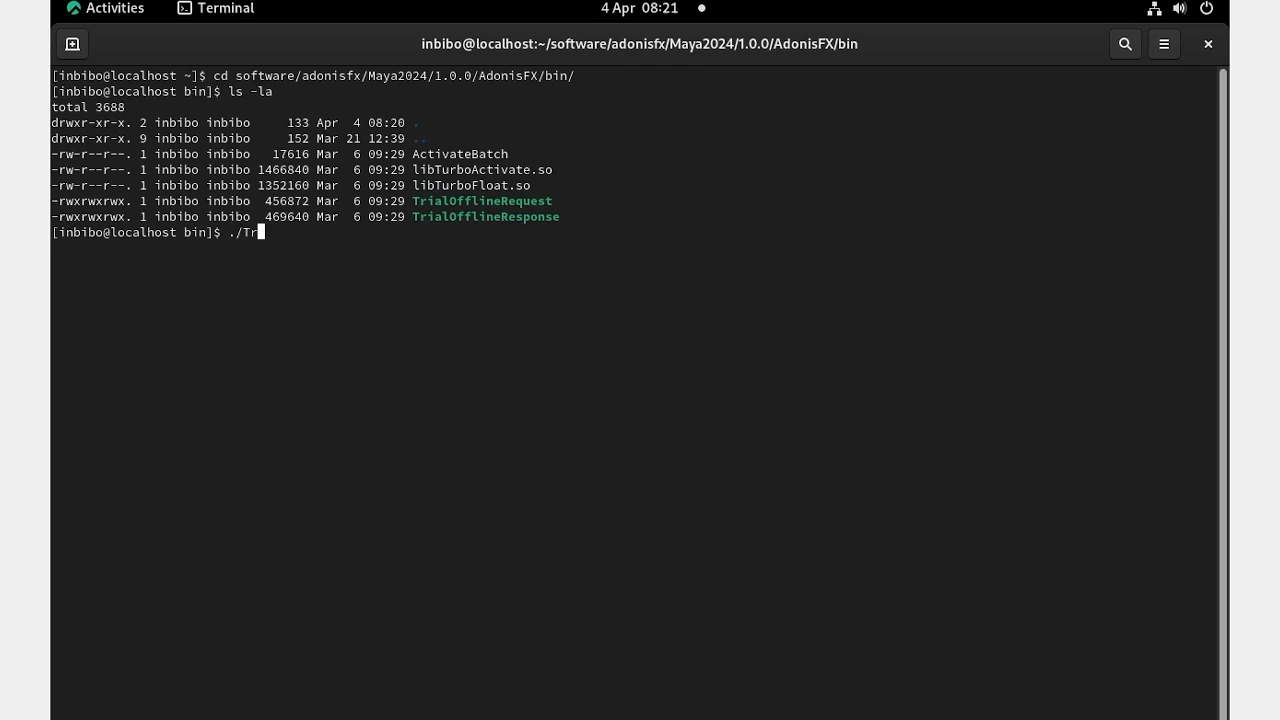 Activities Terminal 4 Apr 08:21
inbibo@localhost:~/software/adonisfx/Maya2024/1.0.0/AdonisFX/bin
[inbibo@localhost ~]$ cd software/adonisfx/Maya2024/1.0.0/AdonisFX/bin/
[inbibo@localhost bin]$ ls -la
total 3688
drwxr-xr-x. 2 inbibo inbibo     133 Apr  4 08:20 .
drwxr-xr-x. 9 inbibo inbibo     152 Mar 21 12:39 ..
-rw-r--r--. 1 inbibo inbibo   17616 Mar  6 09:29 ActivateBatch
-rw-r--r--. 1 inbibo inbibo 1466840 Mar  6 09:29 libTurboActivate.so
-rw-r--r--. 1 inbibo inbibo 1352160 Mar  6 09:29 libTurboFloat.so
-rwxrwxrwx. 1 inbibo inbibo  456872 Mar  6 09:29 TrialOfflineRequest
-rwxrwxrwx. 1 inbibo inbibo  469640 Mar  6 09:29 TrialOfflineResponse
[inbibo@localhost bin]$ ./Tr